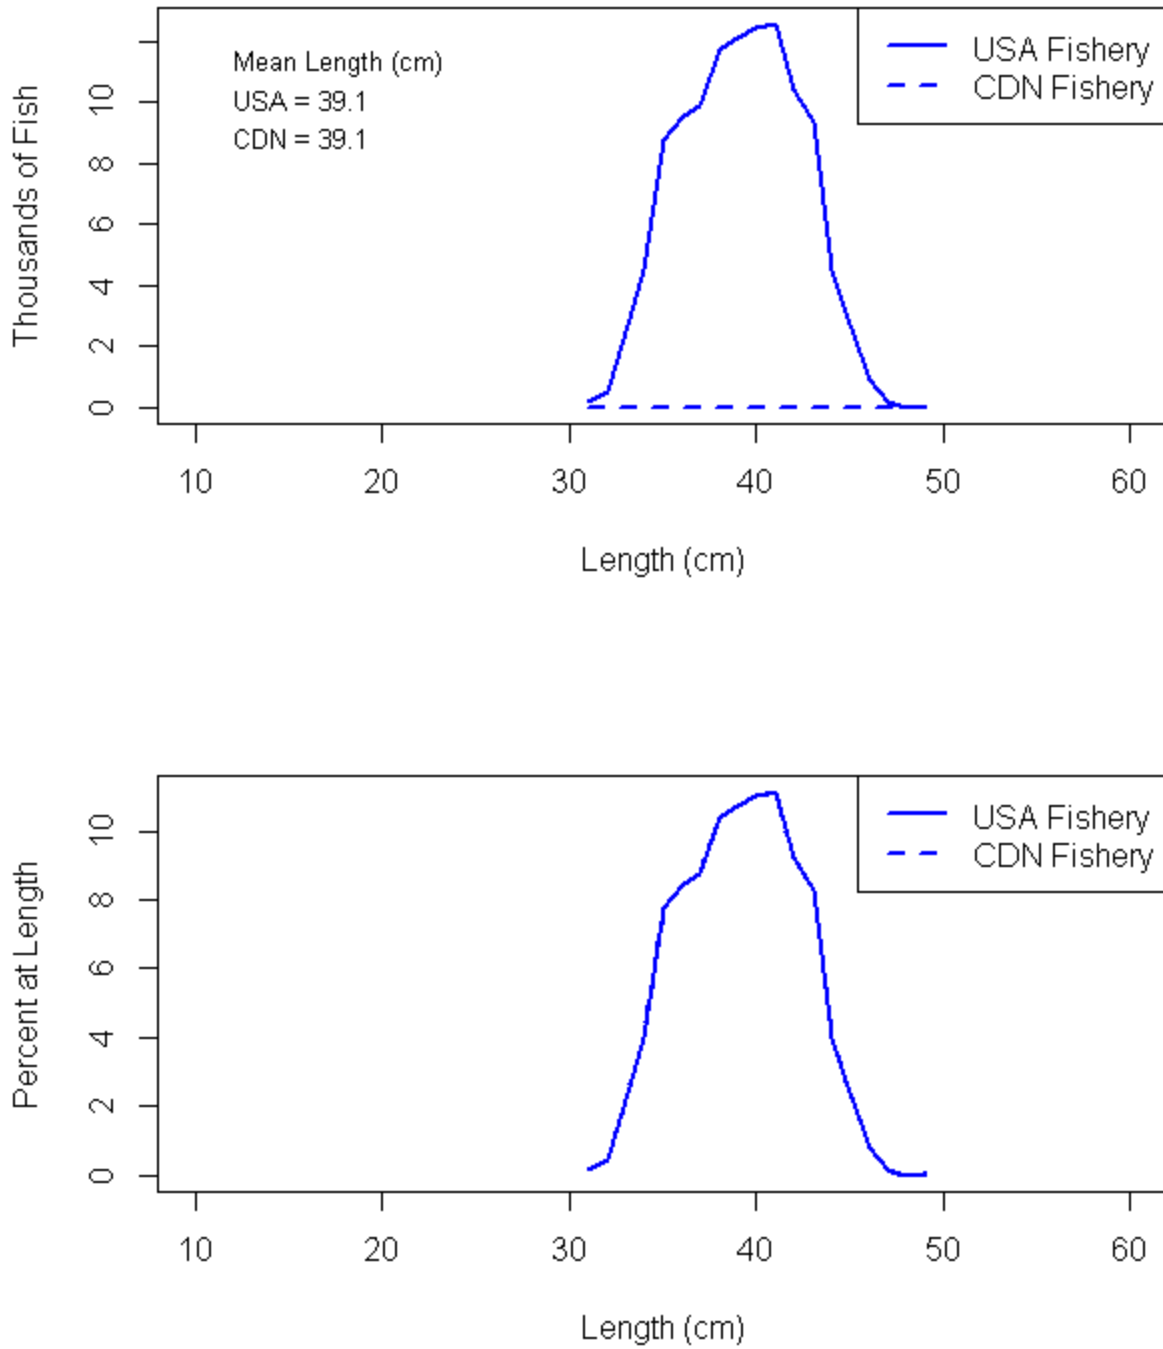 Mean Length (cm)
USA = 39.1
CDN = 39.1
USA Fishery
CDN Fishery
Thousands of Fish
10
8
6
4
2
0
10 20 30 40 50 60
Length (cm)
USA Fishery
CDN Fishery
Percent at Length
10
8
6
4
2
0
10 20 30 40 50 60
Length (cm)